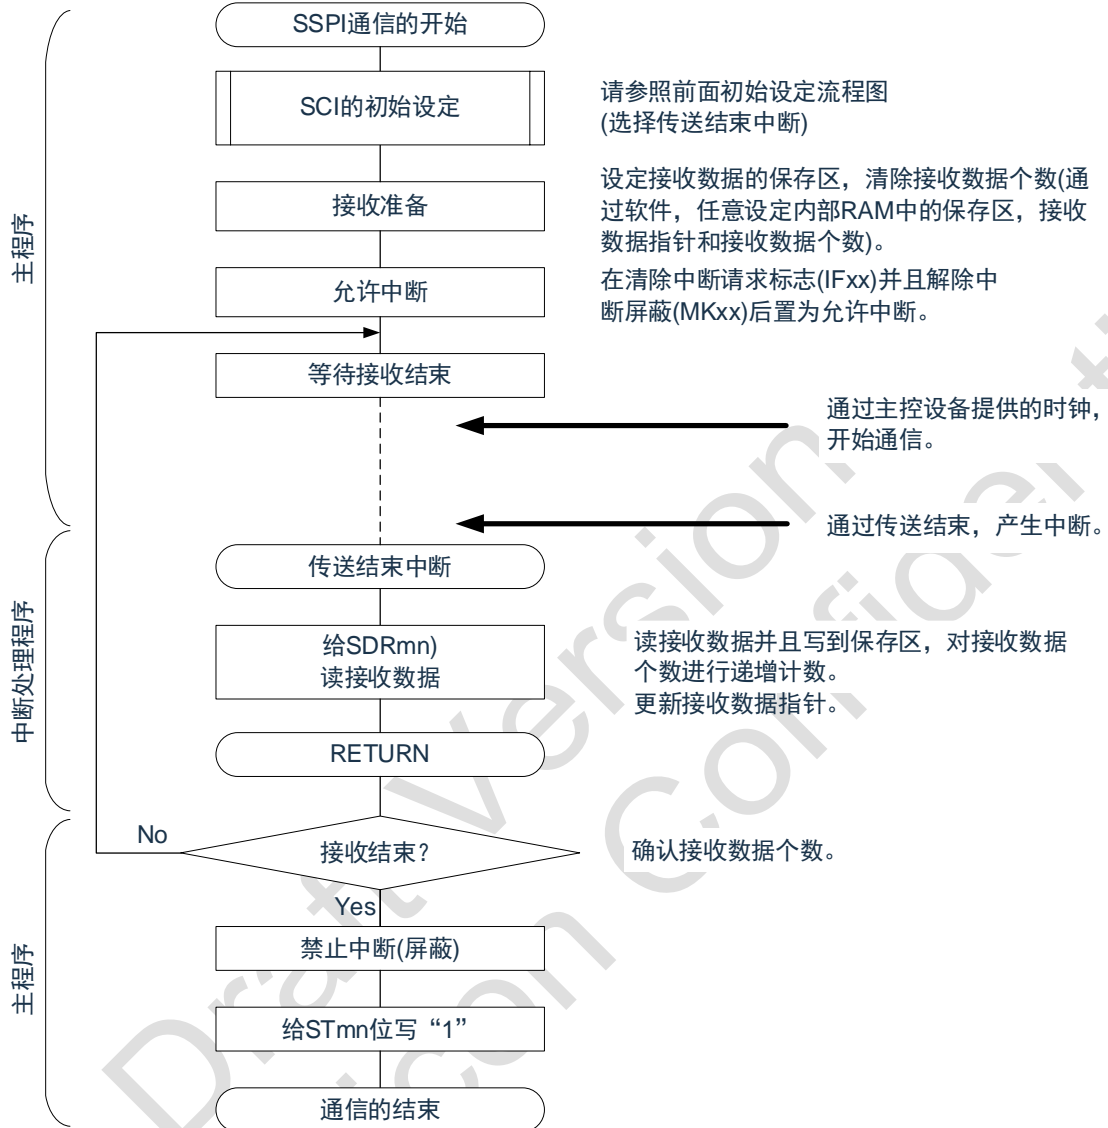 SSPI通信的开始
SCI的初始设定
请参照前面初始设定流程图
(选择传送结束中断)
接收准备
设定接收数据的保存区，清除接收数据个数(通
过软件，任意设定内部RAM中的保存区，接收
数据指针和接收数据个数)。
主程序
允许中断
在清除中断请求标志(IFxx)并且解除中
断屏蔽(MKxx)后置为允许中断。
等待接收结束
通过主控设备提供的时钟，
开始通信。
通过传送结束，产生中断。
传送结束中断
中断处理程序
给SDRmn)
读接收数据
读接收数据并且写到保存区，对接收数据
个数进行递增计数。
更新接收数据指针。
RETURN
No
接收结束？
确认接收数据个数。
Yes
主程序
禁止中断(屏蔽)
给STmn位写“1”
通信的结束
Draft Version